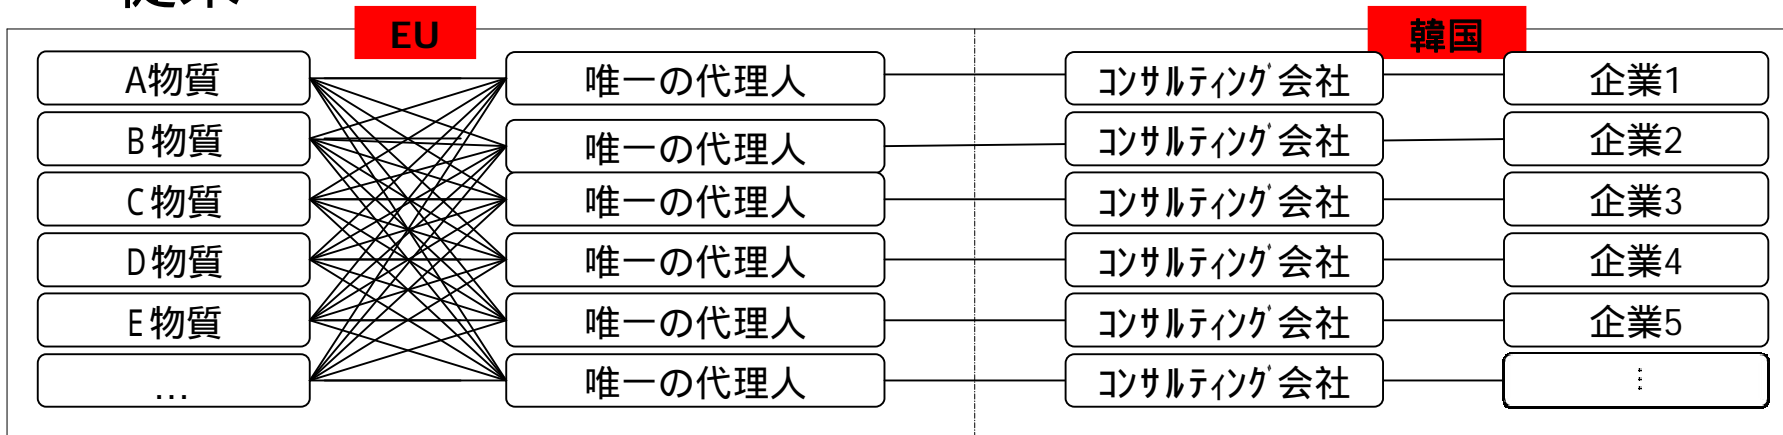 EU
韓国
A物質 唯一の代理人 コンサルティング会社 企業1
B物質 唯一の代理人 コンサルティング会社 企業2
C物質 唯一の代理人 コンサルティング会社 企業3
D物質 唯一の代理人 コンサルティング会社 企業4
E物質 唯一の代理人 コンサルティング会社 企業5
… 唯一の代理人 コンサルティング会社 ⋮